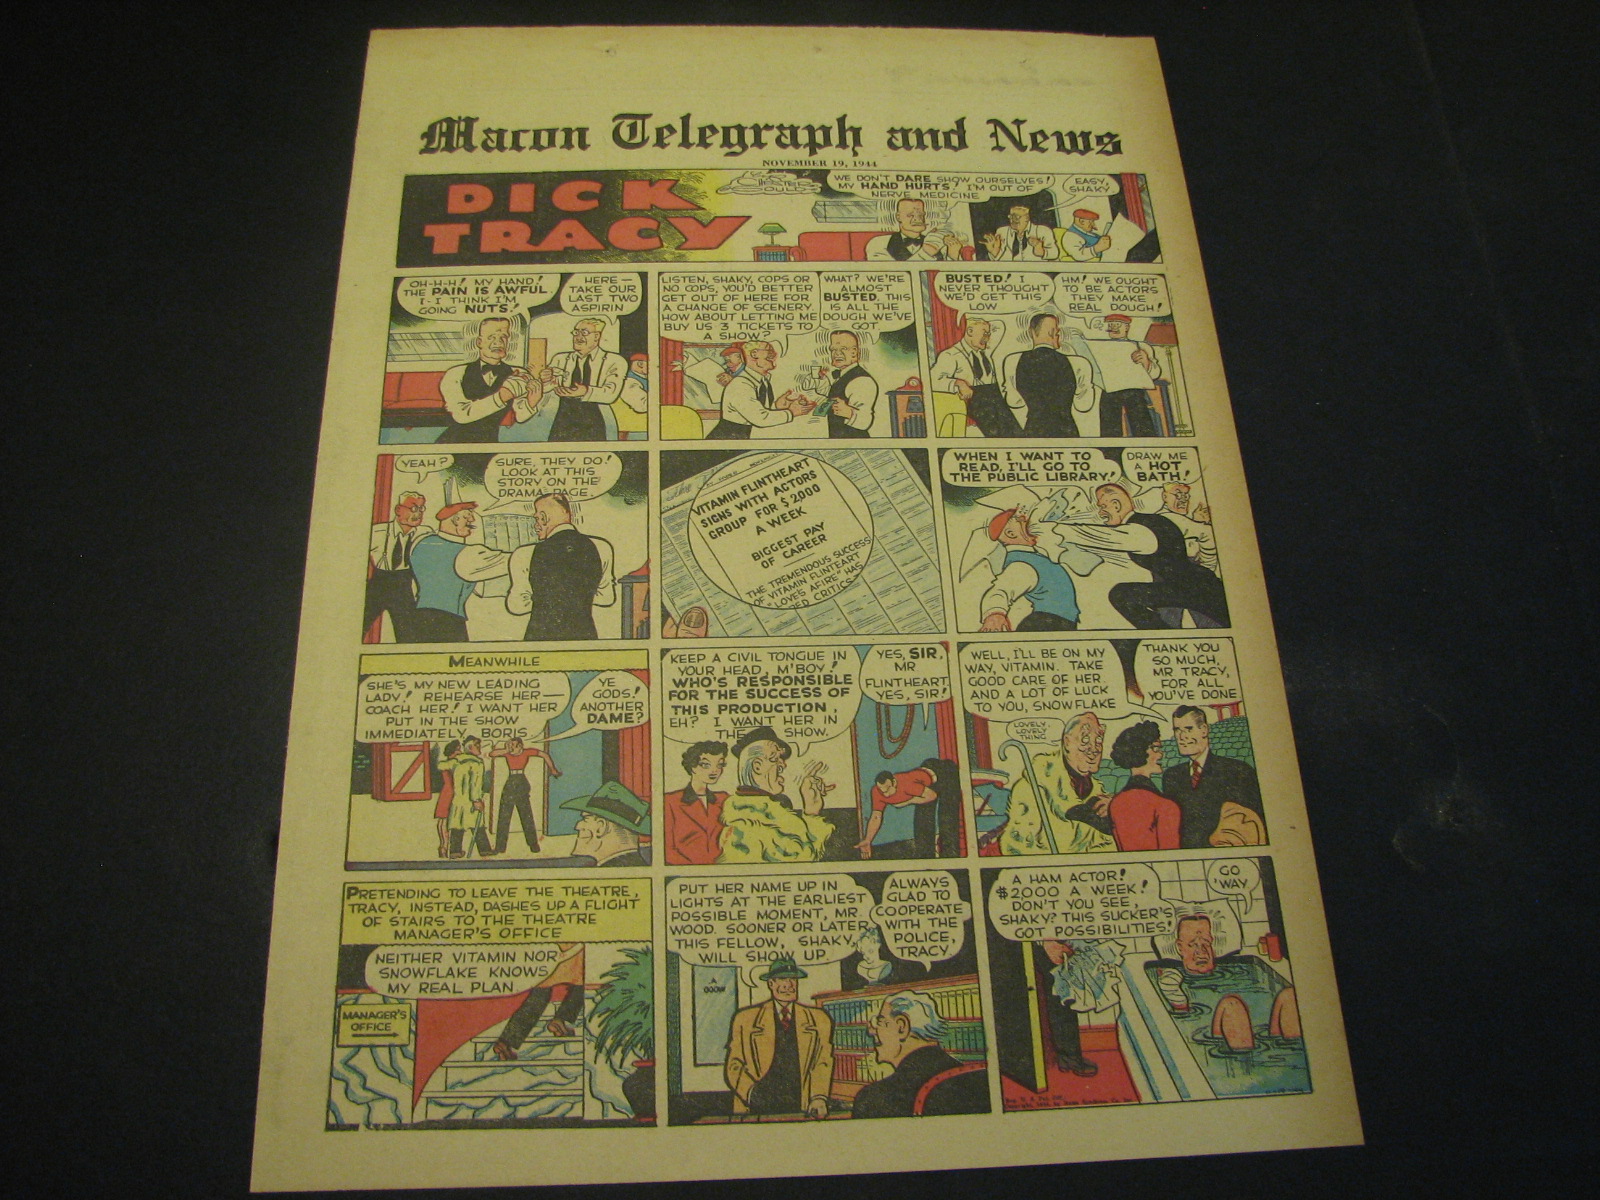 Macon Telegraph and News
NOVEMBER 19, 1944
DICK
TRACY
CHESTER
GOULD
WE DON'T DARE SHOW OURSELVES!
MY HAND HURTS! I'M OUT OF
NERVE MEDICINE
EASY,
SHAKY
OH-H-H! MY HAND!
THE PAIN IS AWFUL.
I-I THINK I'M
GOING NUTS!
HERE—
TAKE OUR
LAST TWO
ASPIRIN
LISTEN, SHAKY, COPS OR
NO COPS, YOU'D BETTER
GET OUT OF HERE FOR
A CHANGE OF SCENERY.
HOW ABOUT LETTING ME
BUY US 3 TICKETS TO
A SHOW?
WHAT? WE'RE
ALMOST
BUSTED. THIS
IS ALL THE
DOUGH WE'VE
GOT.
BUSTED! I
NEVER THOUGHT
WE'D GET THIS
LOW
HM! WE OUGHT
TO BE ACTORS
THEY MAKE
REAL DOUGH!
YEAH?
SURE, THEY DO!
LOOK AT THIS
STORY ON THE
DRAMA PAGE.
VITAMIN FLINTHEART
SIGNS WITH ACTORS
GROUP FOR $2,000
A WEEK
BIGGEST PAY
OF CAREER
THE TREMENDOUS SUCCESS
OF VITAMIN FLINTEART
"LOVES AFIRE" HAS
ED CRITICS
WHEN I WANT TO
READ, I'LL GO TO
THE PUBLIC LIBRARY!
DRAW ME
A HOT
BATH!
MEANWHILE
SHE'S MY NEW LEADING
LADY! REHEARSE HER—
COACH HER! I WANT HER
PUT IN THE SHOW
IMMEDIATELY, BORIS
YE
GODS!
ANOTHER
DAME?
KEEP A CIVIL TONGUE IN
YOUR HEAD, M'BOY!
WHO'S RESPONSIBLE
FOR THE SUCCESS OF
THIS PRODUCTION,
EH? I WANT HER IN
THE SHOW.
YES, SIR,
MR
FLINTHEART
YES, SIR!
WELL, I'LL BE ON MY
WAY, VITAMIN. TAKE
GOOD CARE OF HER
AND A LOT OF LUCK
TO YOU, SNOWFLAKE
LOVELY,
LOVELY
THING
THANK YOU
SO MUCH,
MR TRACY,
FOR ALL
YOU'VE DONE
PRETENDING TO LEAVE THE THEATRE,
TRACY, INSTEAD, DASHES UP A FLIGHT
OF STAIRS TO THE THEATRE
MANAGER'S OFFICE
NEITHER VITAMIN NOR
SNOWFLAKE KNOWS
MY REAL PLAN
MANAGER'S
OFFICE
PUT HER NAME UP IN
LIGHTS AT THE EARLIEST
POSSIBLE MOMENT, MR.
WOOD. SOONER OR LATER
THIS FELLOW, SHAKY,
WILL SHOW UP.
ALWAYS
GLAD TO
COOPERATE
WITH THE
POLICE,
TRACY.
A HAM ACTOR!
$2000 A WEEK!
DON'T YOU SEE,
SHAKY? THIS SUCKER'S
GOT POSSIBILITIES!
GO
'WAY